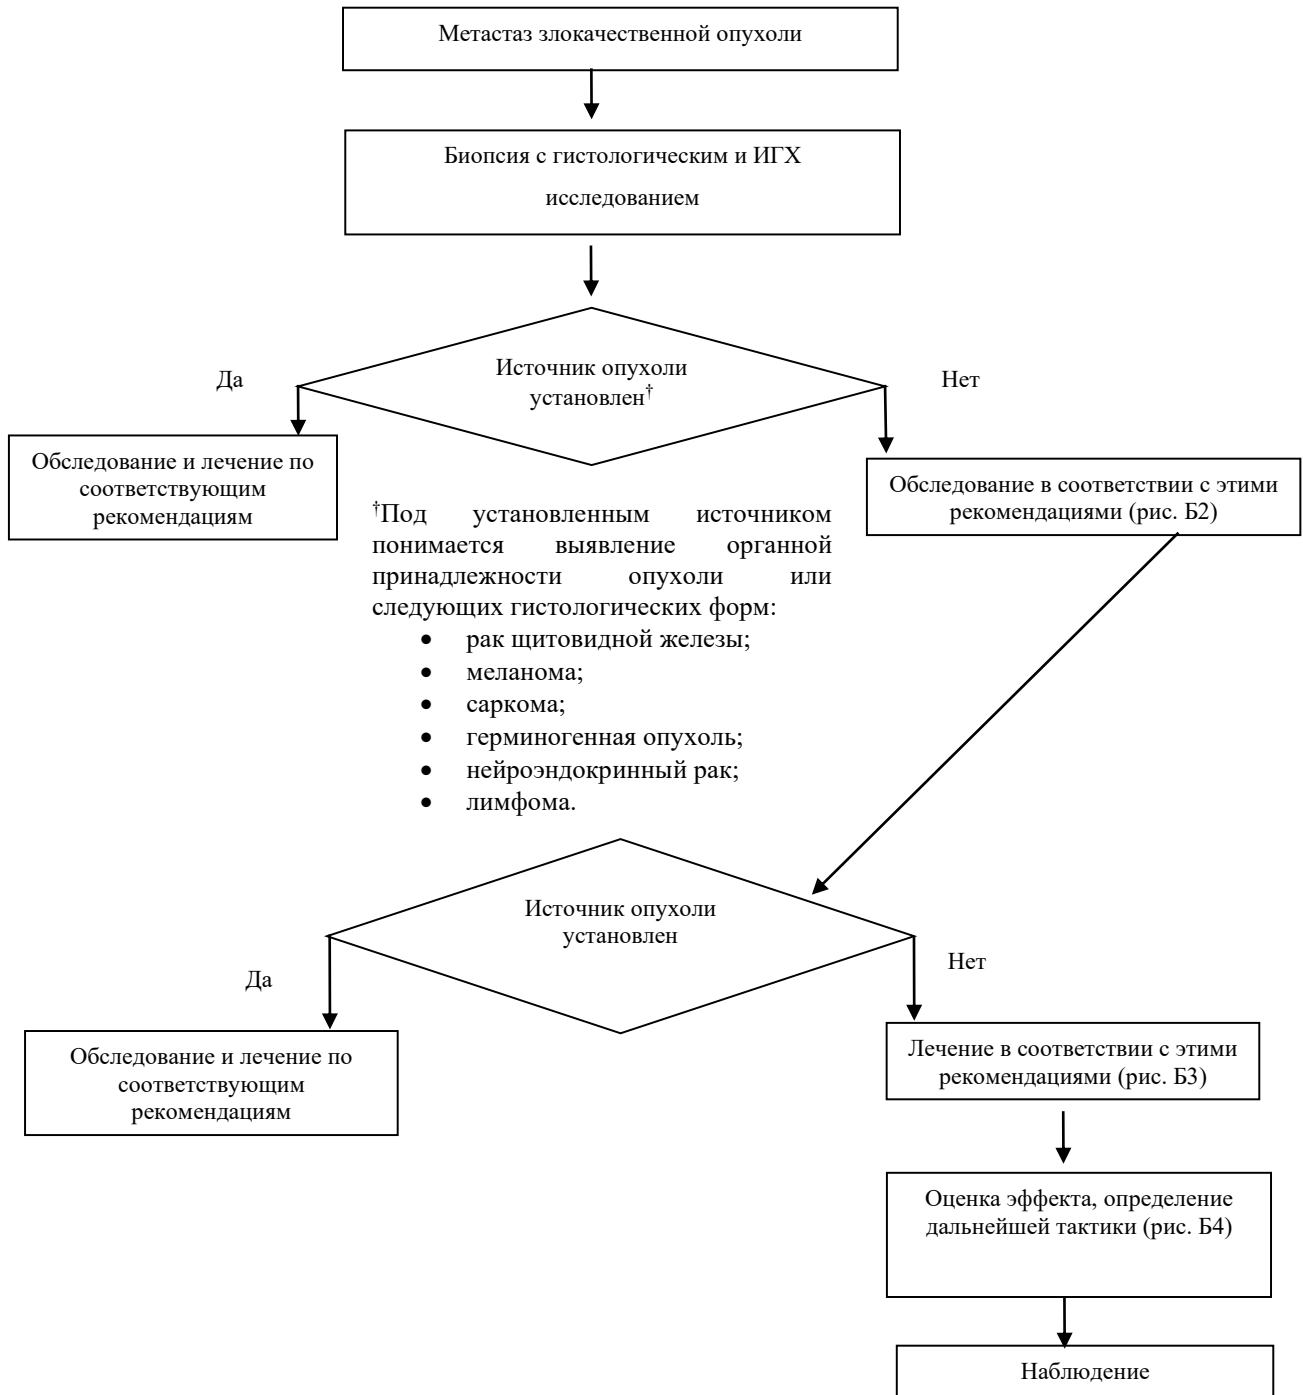 Метастаз злокачественной опухоли
Биопсия с гистологическим и ИГХ
исследованием
Источник опухоли
установлен†
Да
Нет
Обследование и лечение по
соответствующим
рекомендациям
Обследование в соответствии с этими
рекомендациями (рис. Б2)
†Под установленным источником
понимается выявление органной
принадлежности опухоли или
следующих гистологических форм:
• рак щитовидной железы;
• меланома;
• саркома;
• герминогенная опухоль;
• нейроэндокринный рак;
• лимфома.
Источник опухоли
установлен
Да
Нет
Обследование и лечение по
соответствующим
рекомендациям
Лечение в соответствии с этими
рекомендациями (рис. Б3)
Оценка эффекта, определение
дальнейшей тактики (рис. Б4)
Наблюдение